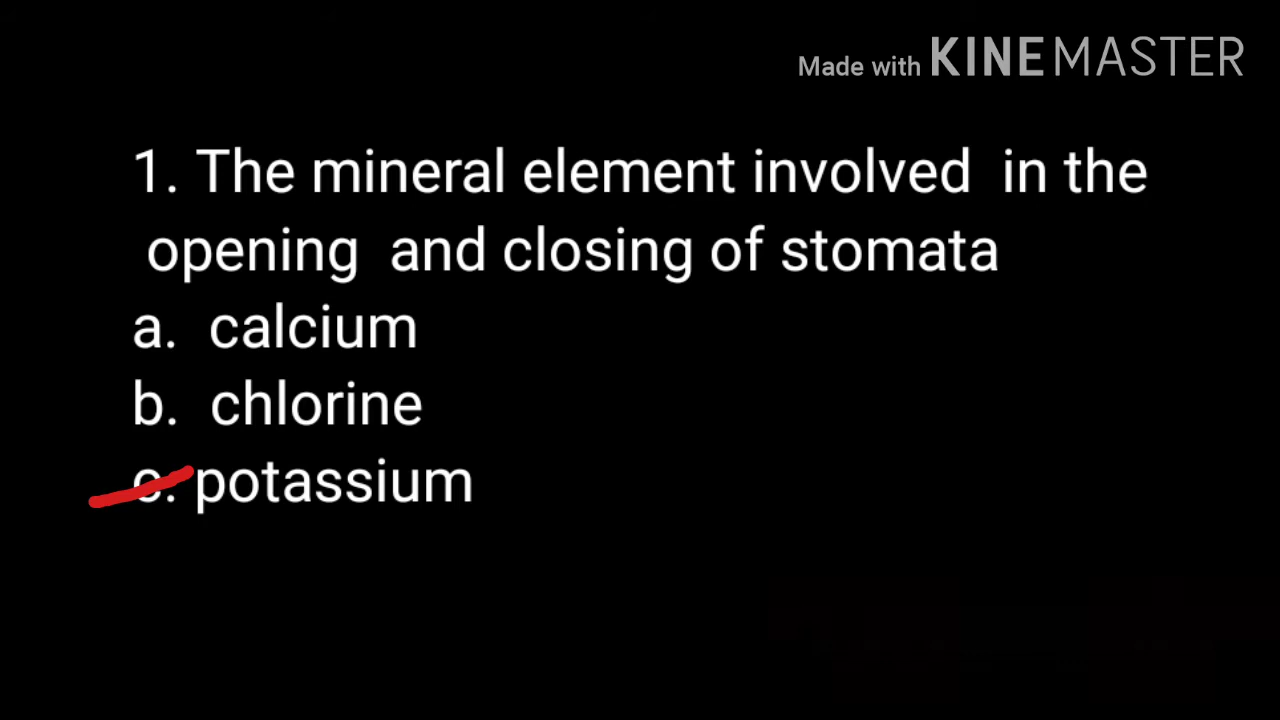 Made with KINEMASTER
1. The mineral element involved in the
opening and closing of stomata
a. calcium
b. chlorine
c. potassium